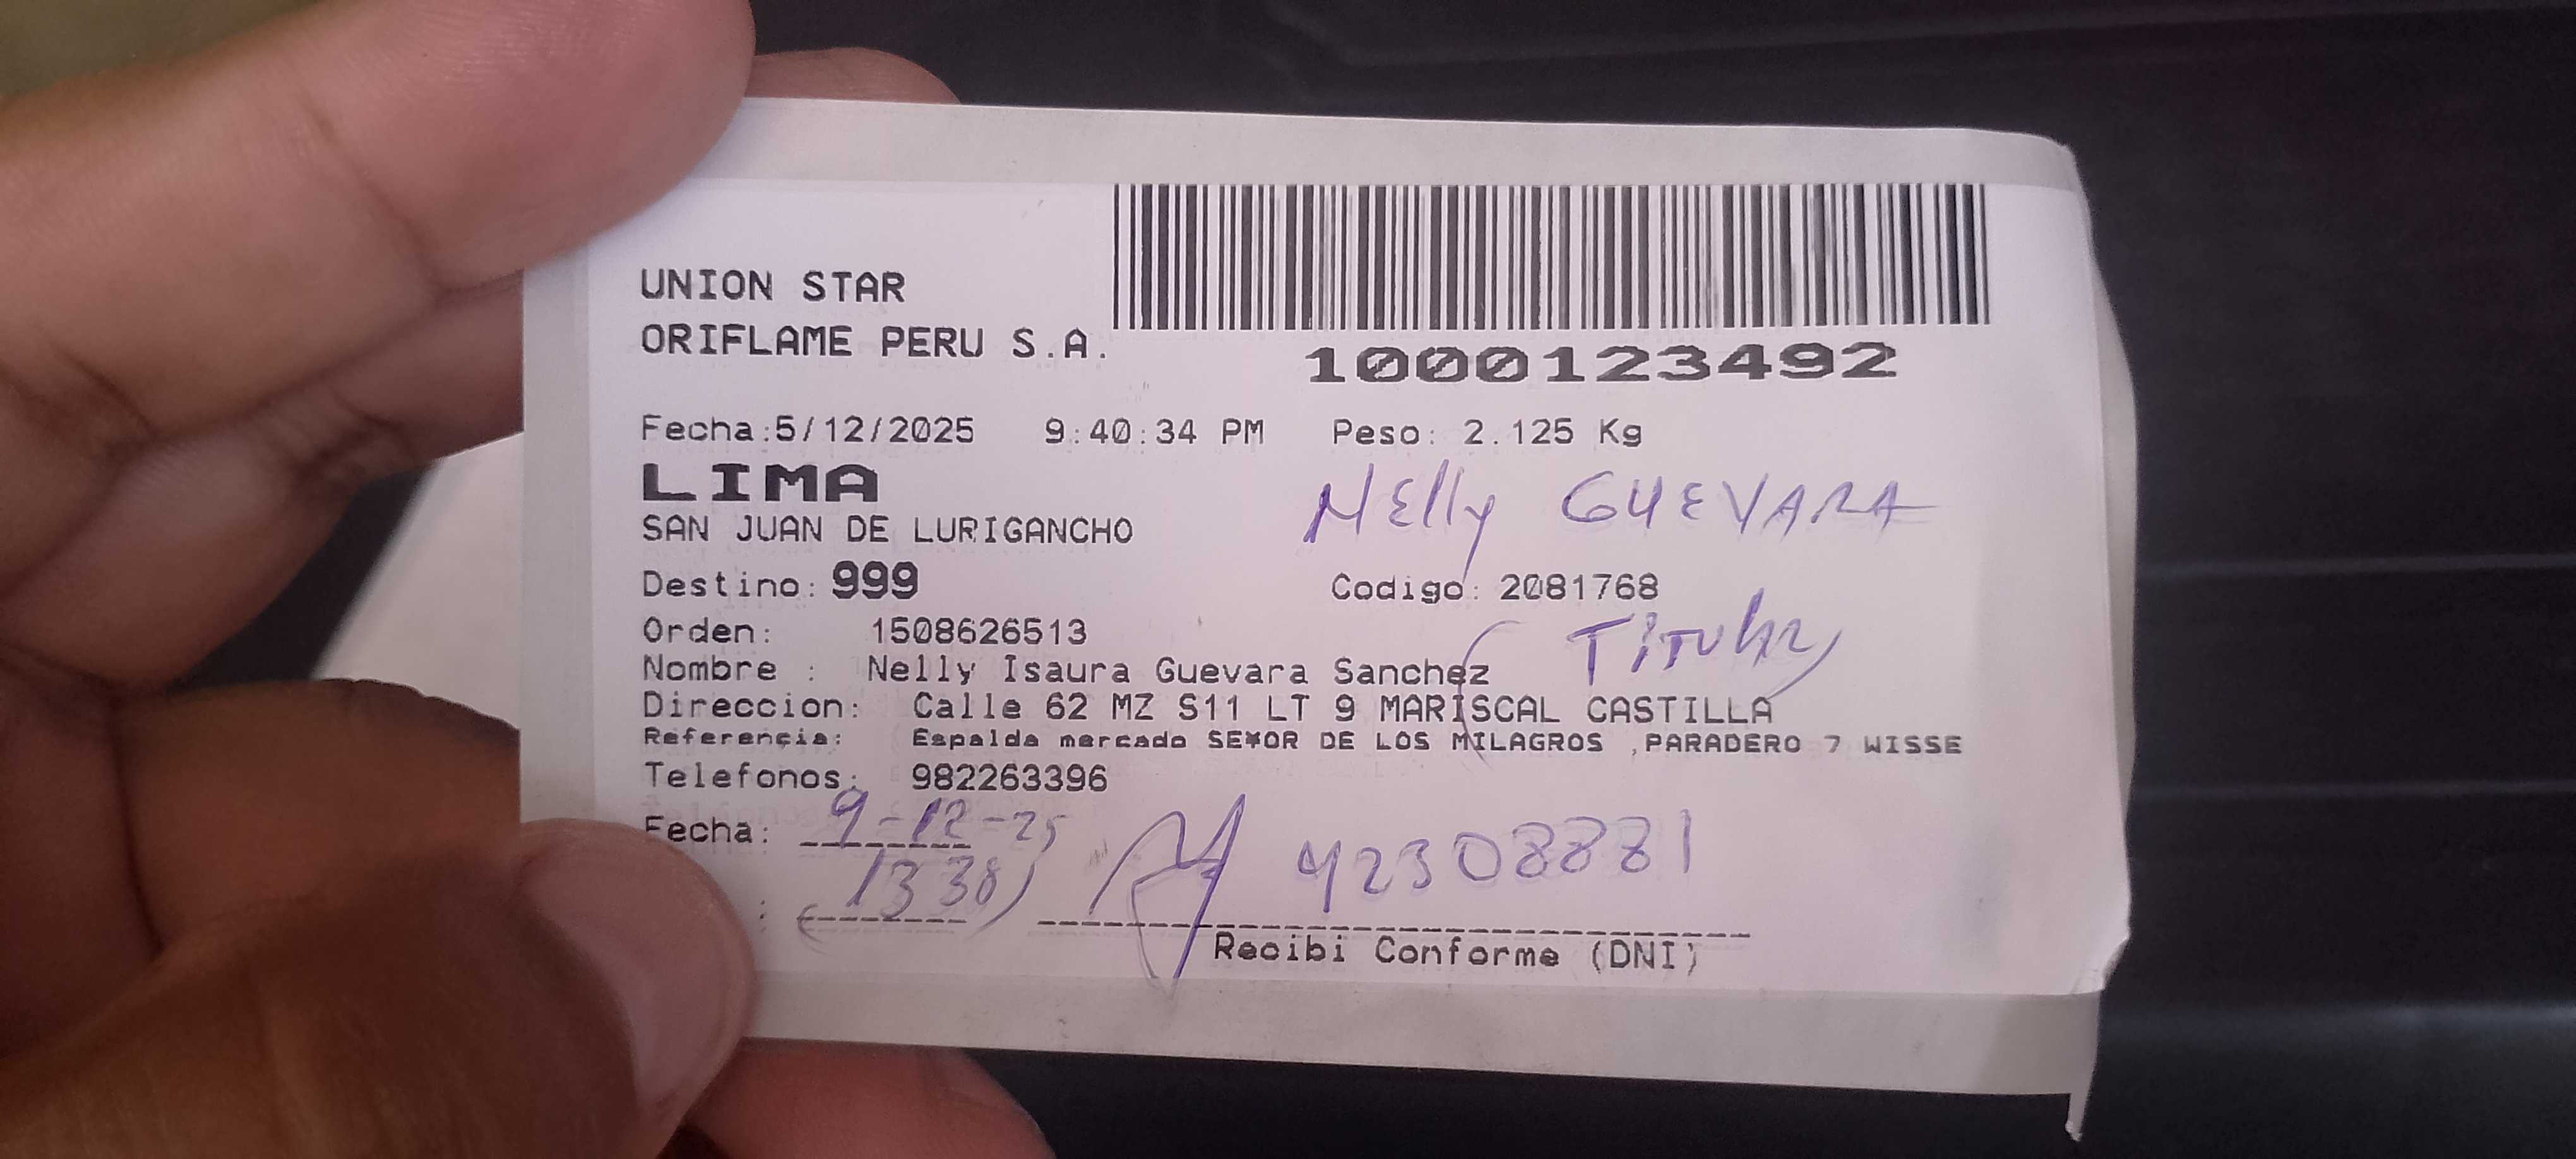 UNION STAR
ORIFLAME PERU S.A.
1000123492
Fecha:5/12/2025 9:40:34 PM Peso: 2.125 Kg
LIMA
Nelly GUEVARA
SAN JUAN DE LURIGANCHO
Destino: 999 Codigo: 2081768
Orden: 1508626513
(Titular)
Nombre : Nelly Isaura Guevara Sanchez
Direccion: Calle 62 MZ S11 LT 9 MARISCAL CASTILLA
Referencia: Espalda mercado SE¥OR DE LOS MILAGROS ,PARADERO 7 WISSE
Telefonos: 982263396
Fecha: 9-12-25
42308881
: (1338)
Recibi Conforme (DNI)